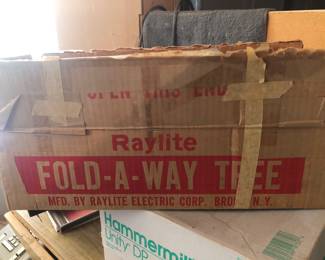 OPEN THIS END
Raylite
FOLD-A-WAY TREE
MFD. BY RAYLITE ELECTRIC CORP. N.Y.
Hammermill
Unity DP